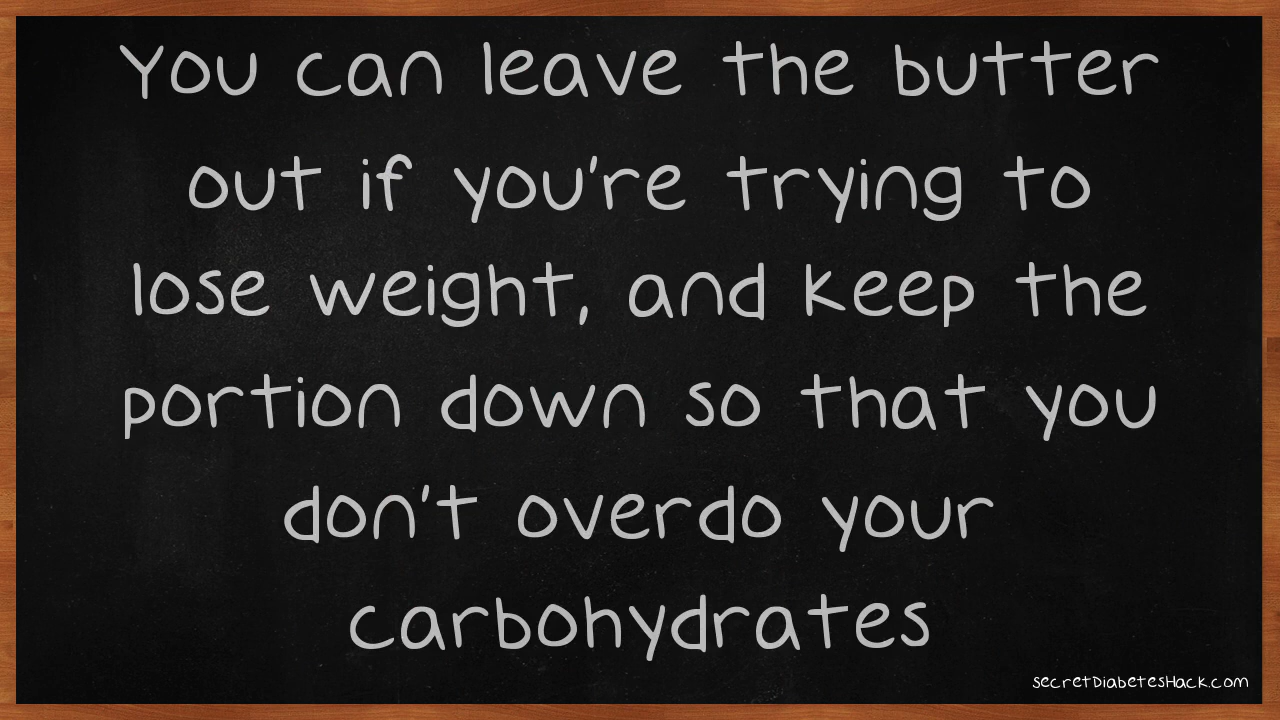 You can leave the butter
out if you're trying to
lose weight, and keep the
portion down so that you
don't overdo your
carbohydrates
secretDiabetesHack.com